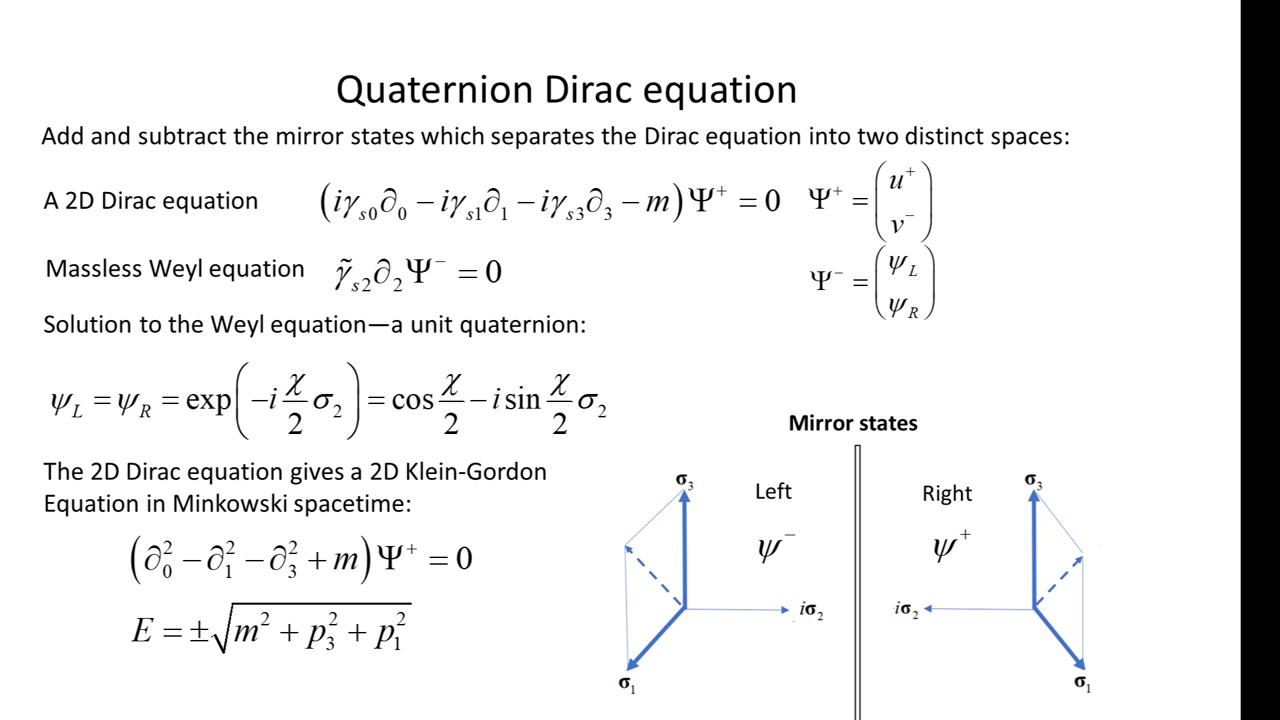 Quaternion Dirac equation
Add and subtract the mirror states which separates the Dirac equation into two distinct spaces:
A 2D Dirac equation (iγ_{s0}∂_0 − iγ_{s1}∂_1 − iγ_{s3}∂_3 − m)Ψ^+ = 0 Ψ^+ = (u^+ v^−)
Massless Weyl equation γ̃_{s2}∂_2Ψ^− = 0 Ψ^− = (ψ_L ψ_R)
Solution to the Weyl equation—a unit quaternion:
ψ_L = ψ_R = exp(−i χ/2 σ_2) = cos χ/2 − i sin χ/2 σ_2
The 2D Dirac equation gives a 2D Klein-Gordon
Equation in Minkowski spacetime:
(∂_0^2 − ∂_1^2 − ∂_3^2 + m)Ψ^+ = 0
E = ±√(m^2 + p_3^2 + p_1^2)
Mirror states
σ_3 Left Right σ_3
ψ^− ψ^+
iσ_2 iσ_2
σ_1 σ_1